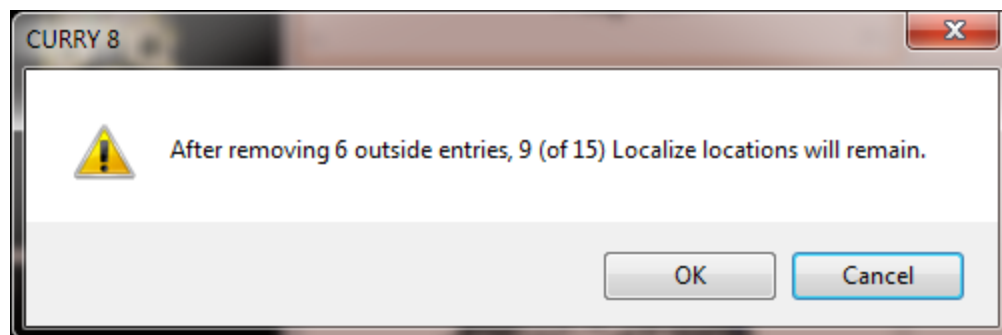 CURRY 8
After removing 6 outside entries, 9 (of 15) Localize locations will remain.
OK
Cancel